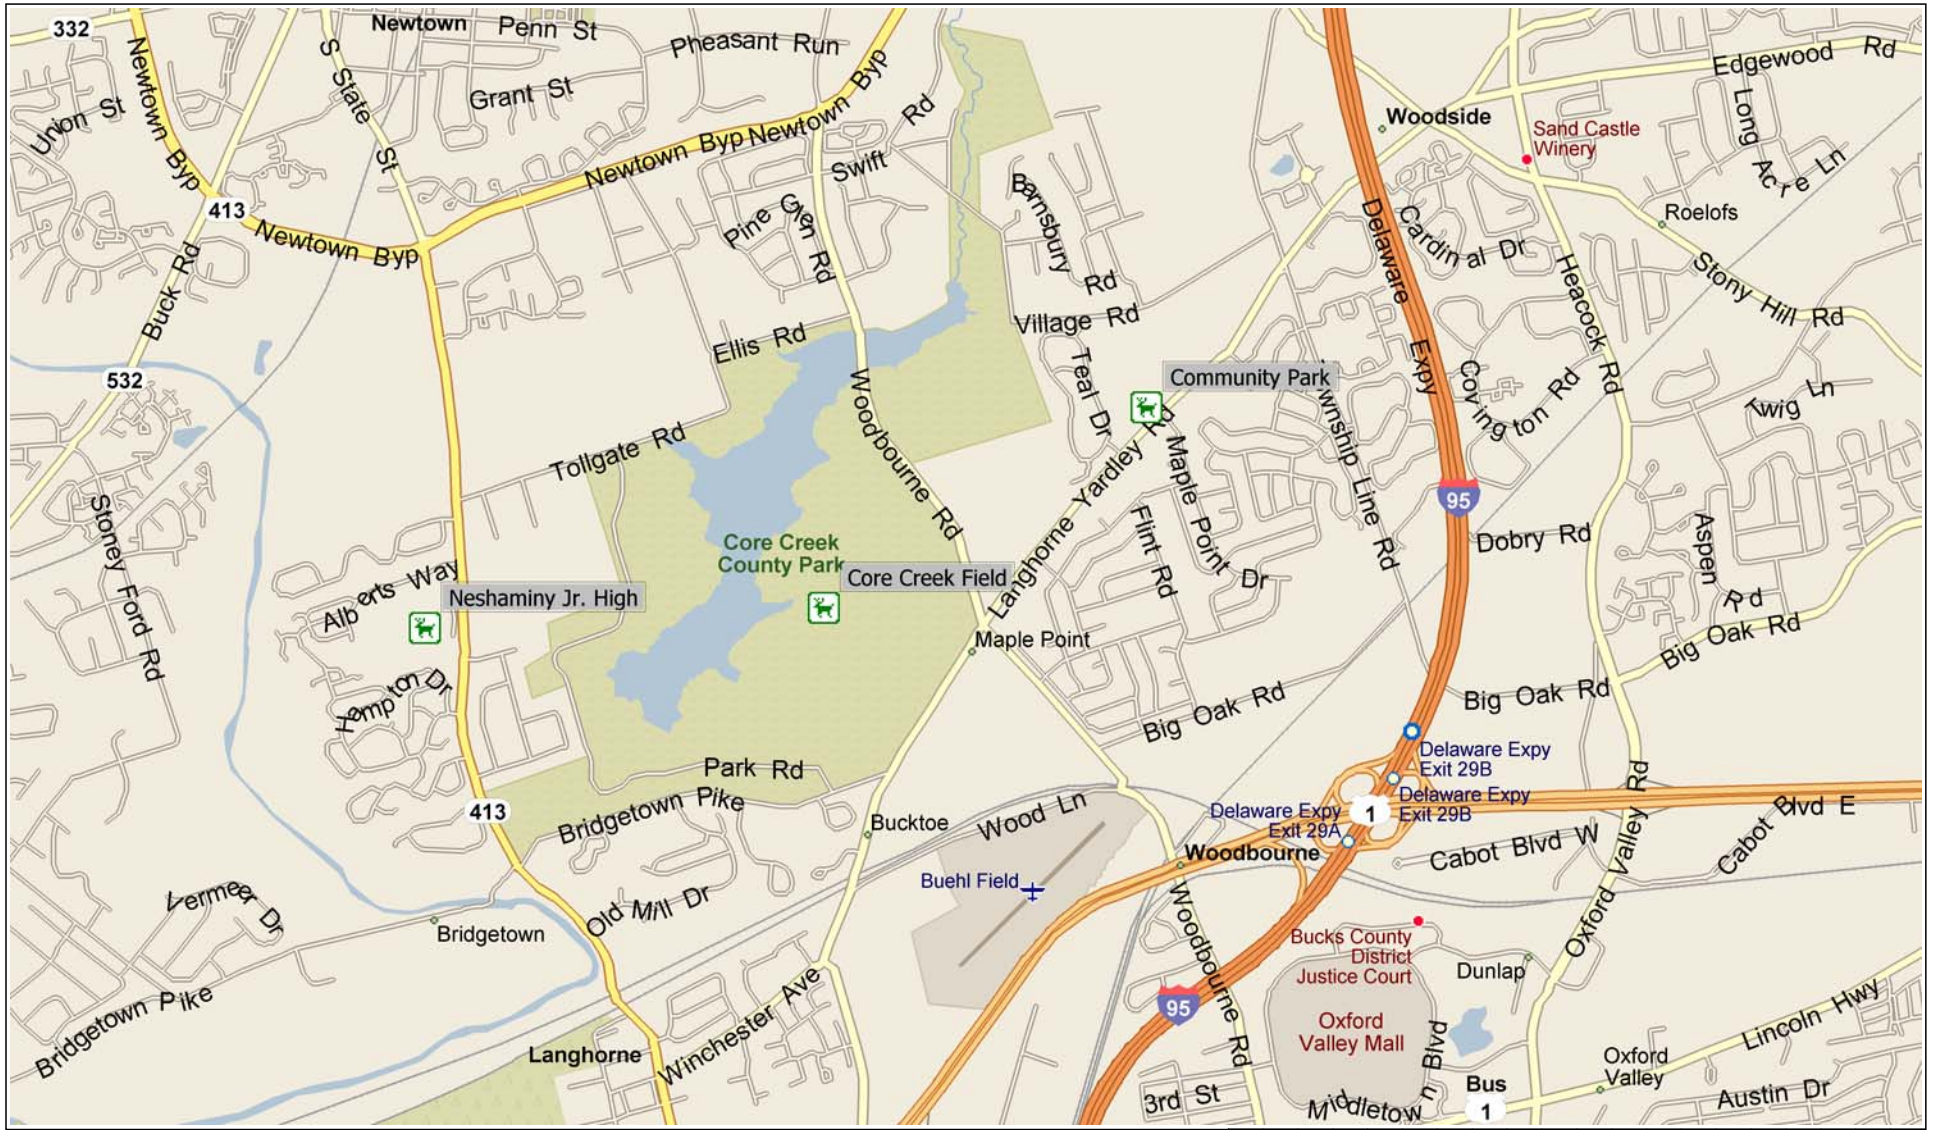 332
Newtown
Penn St
Pheasant Run
Edgewood Rd
Newtown Byp
S State St
Grant St
Newtown Byp
Rd
Long Acre Ln
Union St
Woodside
Sand Castle
Winery
Newtown Byp
Newtown
Swift
413
Barnsbury Rd
Pine Glen Rd
Delaware Expy
Cardinal Dr
Roelofs
Newtown Byp
Buck Rd
Heacock Rd
Stony Hill Rd
Village Rd
Ellis Rd
Teal Dr
532
Community Park
Woodbourne Rd
Township Line Rd
Covington Rd
Twig Ln
Tollgate Rd
Langhorne Yardley Rd
Maple Point Dr
95
Stoney Ford Rd
Flint Rd
Dobry Rd
Aspen Rd
Core Creek
County Park
Core Creek Field
Alberts Way
Neshaminy Jr. High
Maple Point
Big Oak Rd
Hampton Dr
Big Oak Rd
Big Oak Rd
Park Rd
Delaware Expy
Exit 29B
Bridgetown Pike
413
Delaware Expy
Exit 29B
Delaware Expy
Exit 29A
1
Oxford Valley Rd
Cabot Blvd E
Bucktoe
Wood Ln
Woodbourne
Cabot Blvd W
Buehl Field
Vermeer Dr
Old Mill Dr
Bridgetown
Woodbourne Rd
Bucks County
District
Justice Court
Dunlap
Bridgetown Pike
95
Winchester Ave
Oxford
Valley Mall
Lincoln Hwy
Langhorne
Oxford
Valley
3rd St
Middletown Blvd
Bus
1
Austin Dr